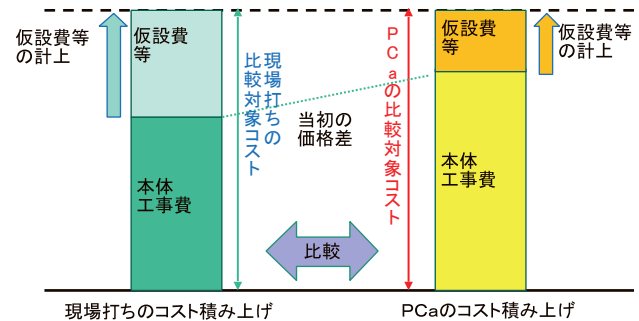 仮設費等
の計上
仮設費
等
本体
工事費
現場打ちの
比較対象コスト
当初の
価格差
比較
PCaの比較対象コスト
仮設費
等
本体
工事費
仮設費等
の計上
現場打ちのコスト積み上げ
PCaのコスト積み上げ